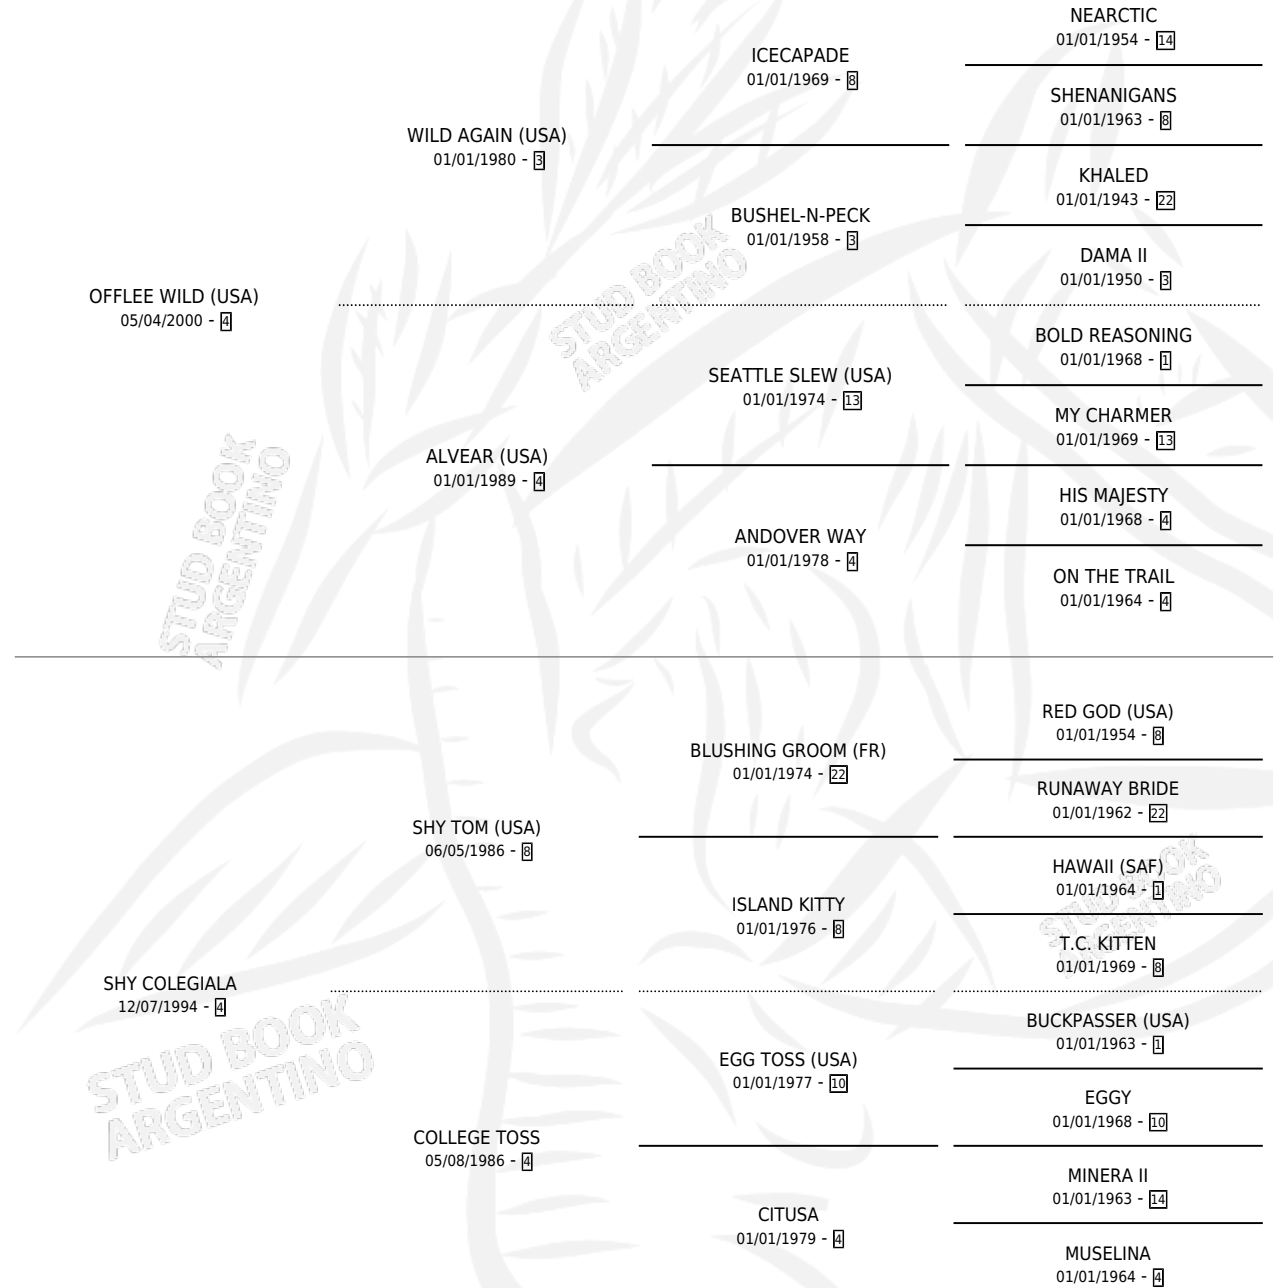 NEARCTIC
01/01/1954 - 14
ICECAPADE
01/01/1969 - 8
SHENANIGANS
01/01/1963 - 8
WILD AGAIN (USA)
01/01/1980 - 3
KHALED
01/01/1943 - 22
BUSHEL-N-PECK
01/01/1958 - 3
DAMA II
01/01/1950 - 3
OFFLEE WILD (USA)
05/04/2000 - 4
BOLD REASONING
01/01/1968 - 1
SEATTLE SLEW (USA)
01/01/1974 - 13
MY CHARMER
01/01/1969 - 13
ALVEAR (USA)
01/01/1989 - 4
HIS MAJESTY
01/01/1968 - 4
ANDOVER WAY
01/01/1978 - 4
ON THE TRAIL
01/01/1964 - 4
RED GOD (USA)
01/01/1954 - 8
BLUSHING GROOM (FR)
01/01/1974 - 22
RUNAWAY BRIDE
01/01/1962 - 22
SHY TOM (USA)
06/05/1986 - 8
HAWAII (SAF)
01/01/1964 - 1
ISLAND KITTY
01/01/1976 - 8
T.C. KITTEN
01/01/1969 - 8
SHY COLEGIALA
12/07/1994 - 4
BUCKPASSER (USA)
01/01/1963 - 1
EGG TOSS (USA)
01/01/1977 - 10
EGGY
01/01/1968 - 10
COLLEGE TOSS
05/08/1986 - 4
MINERA II
01/01/1963 - 14
CITUSA
01/01/1979 - 4
MUSELINA
01/01/1964 - 4
STUD BOOK
ARGENTINO
STUD BOOK
ARGENTINO
STUD BOOK
ARGENTINO
STUD BOOK
ARGENTINO